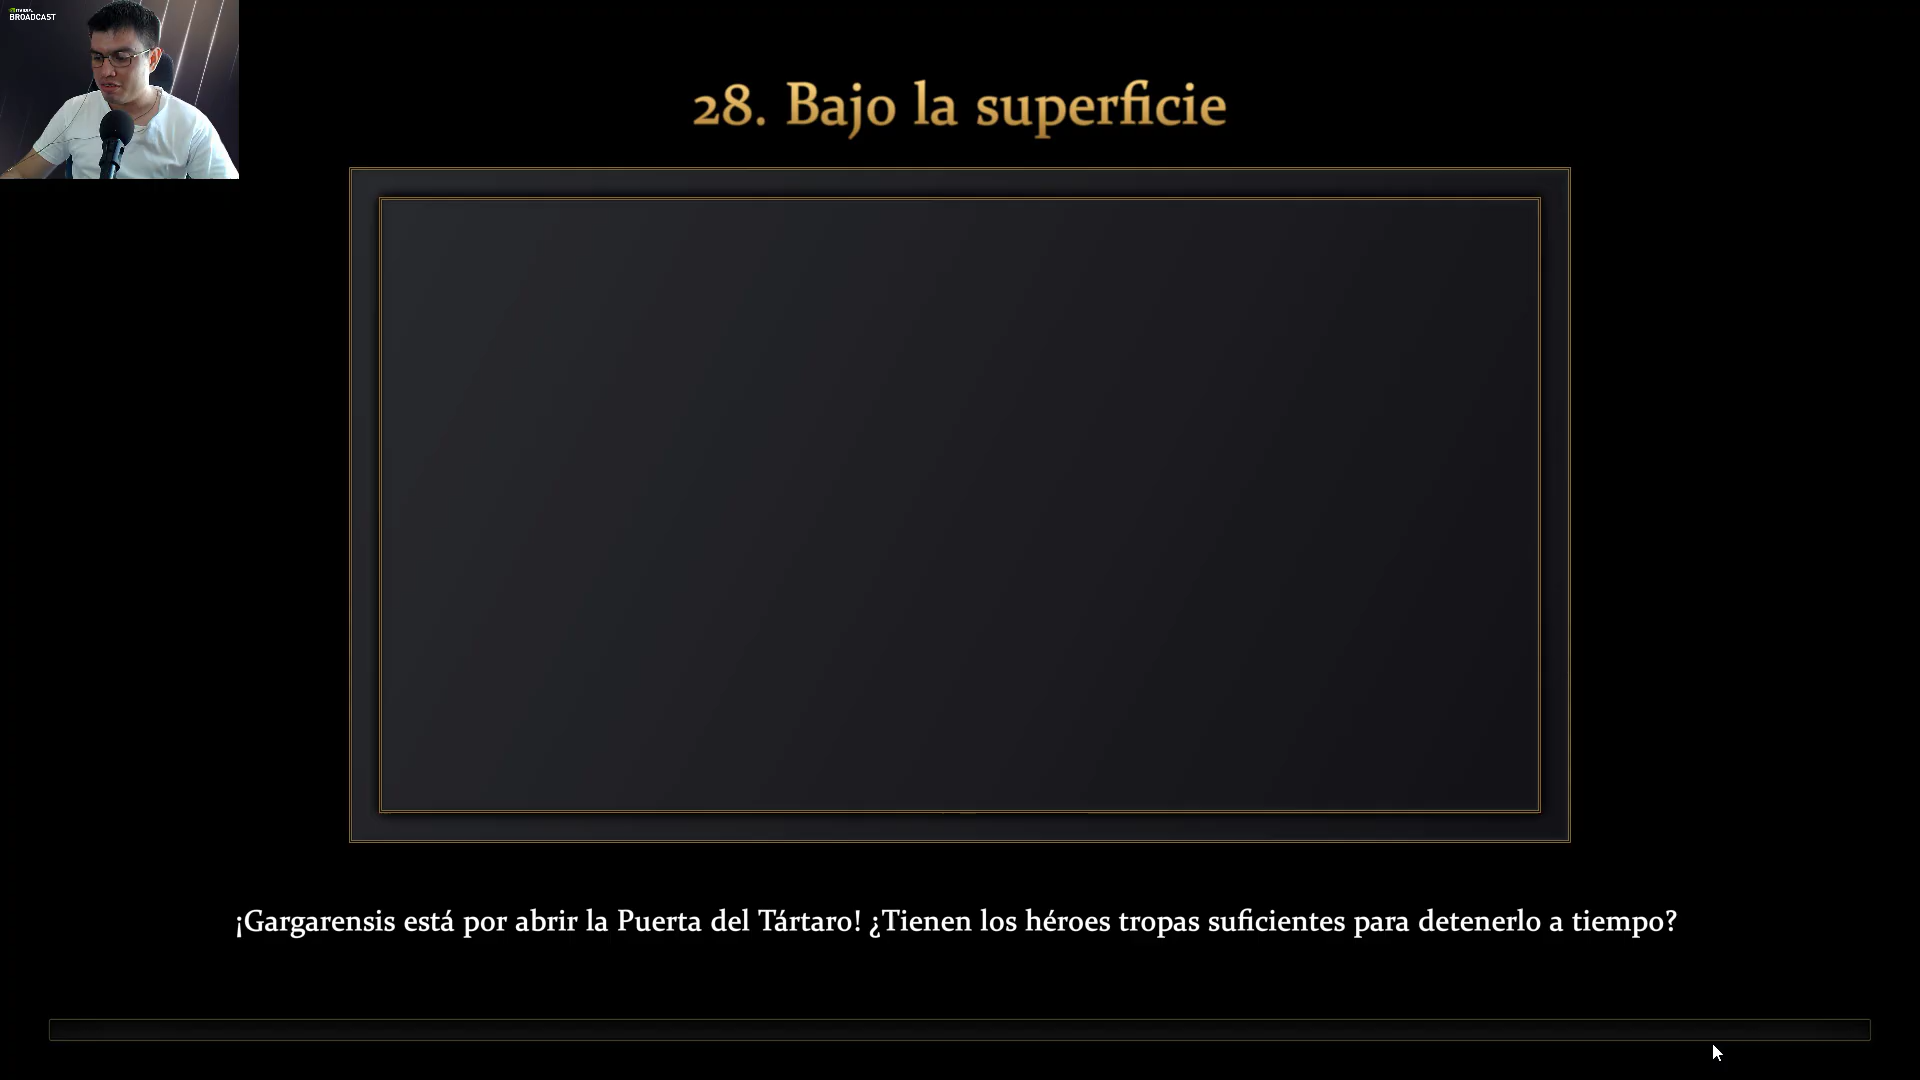 NVIDIA
BROADCAST
28. Bajo la superficie
¡Gargarensis está por abrir la Puerta del Tártaro! ¿Tienen los héroes tropas suficientes para detenerlo a tiempo?